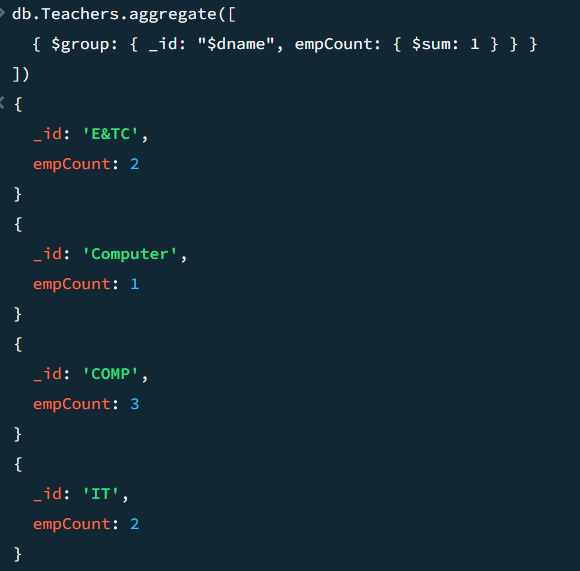 db.Teachers.aggregate([
{ $group: { _id: "$dname", empCount: { $sum: 1 } } }
])
{
_id: 'E&TC',
empCount: 2
}
{
_id: 'Computer',
empCount: 1
}
{
_id: 'COMP',
empCount: 3
}
{
_id: 'IT',
empCount: 2
}